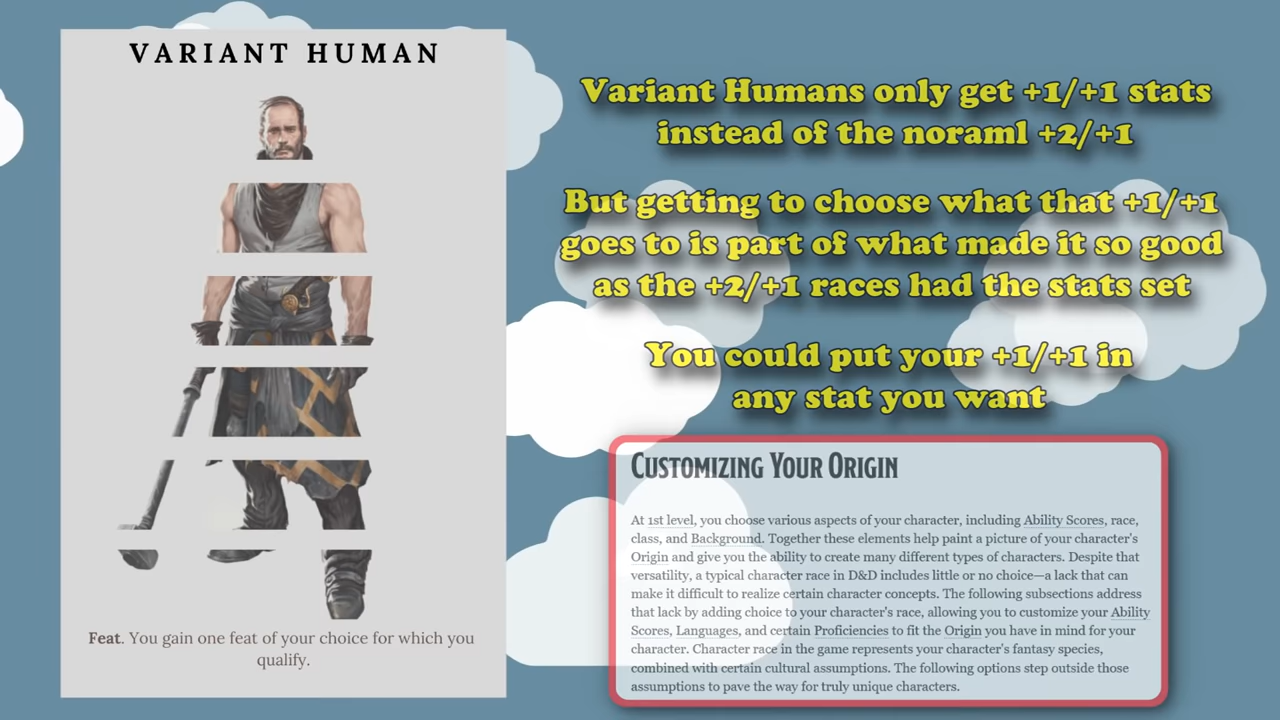 VARIANT HUMAN
Feat. You gain one feat of your choice for which you
qualify.
Variant Humans only get +1/+1 stats
instead of the noraml +2/+1
But getting to choose what that +1/+1
goes to is part of what made it so good
as the +2/+1 races had the stats set
You could put your +1/+1 in
any stat you want
Customizing Your Origin
At 1st level, you choose various aspects of your character, including Ability Scores, race,
class, and Background. Together these elements help paint a picture of your character's
Origin and give you the ability to create many different types of characters. Despite that
versatility, a typical character race in D&D includes little or no choice—a lack that can
make it difficult to realize certain character concepts. The following subsections address
that lack by adding choice to your character's race, allowing you to customize your Ability
Scores, Languages, and certain Proficiencies to fit the Origin you have in mind for your
character. Character race in the game represents your character's fantasy species,
combined with certain cultural assumptions. The following options step outside those
assumptions to pave the way for truly unique characters.